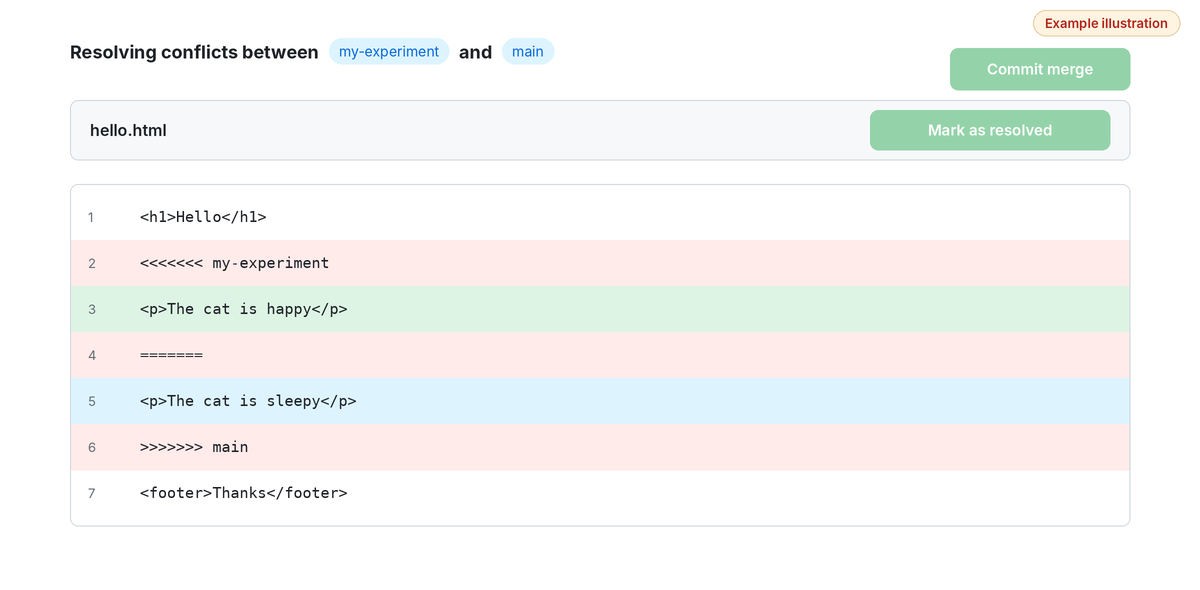 Example illustration
Resolving conflicts between my-experiment and main
Commit merge
hello.html
Mark as resolved
1 <h1>Hello</h1>
2 <<<<<<< my-experiment
3 <p>The cat is happy</p>
4 =======
5 <p>The cat is sleepy</p>
6 >>>>>>> main
7 <footer>Thanks</footer>